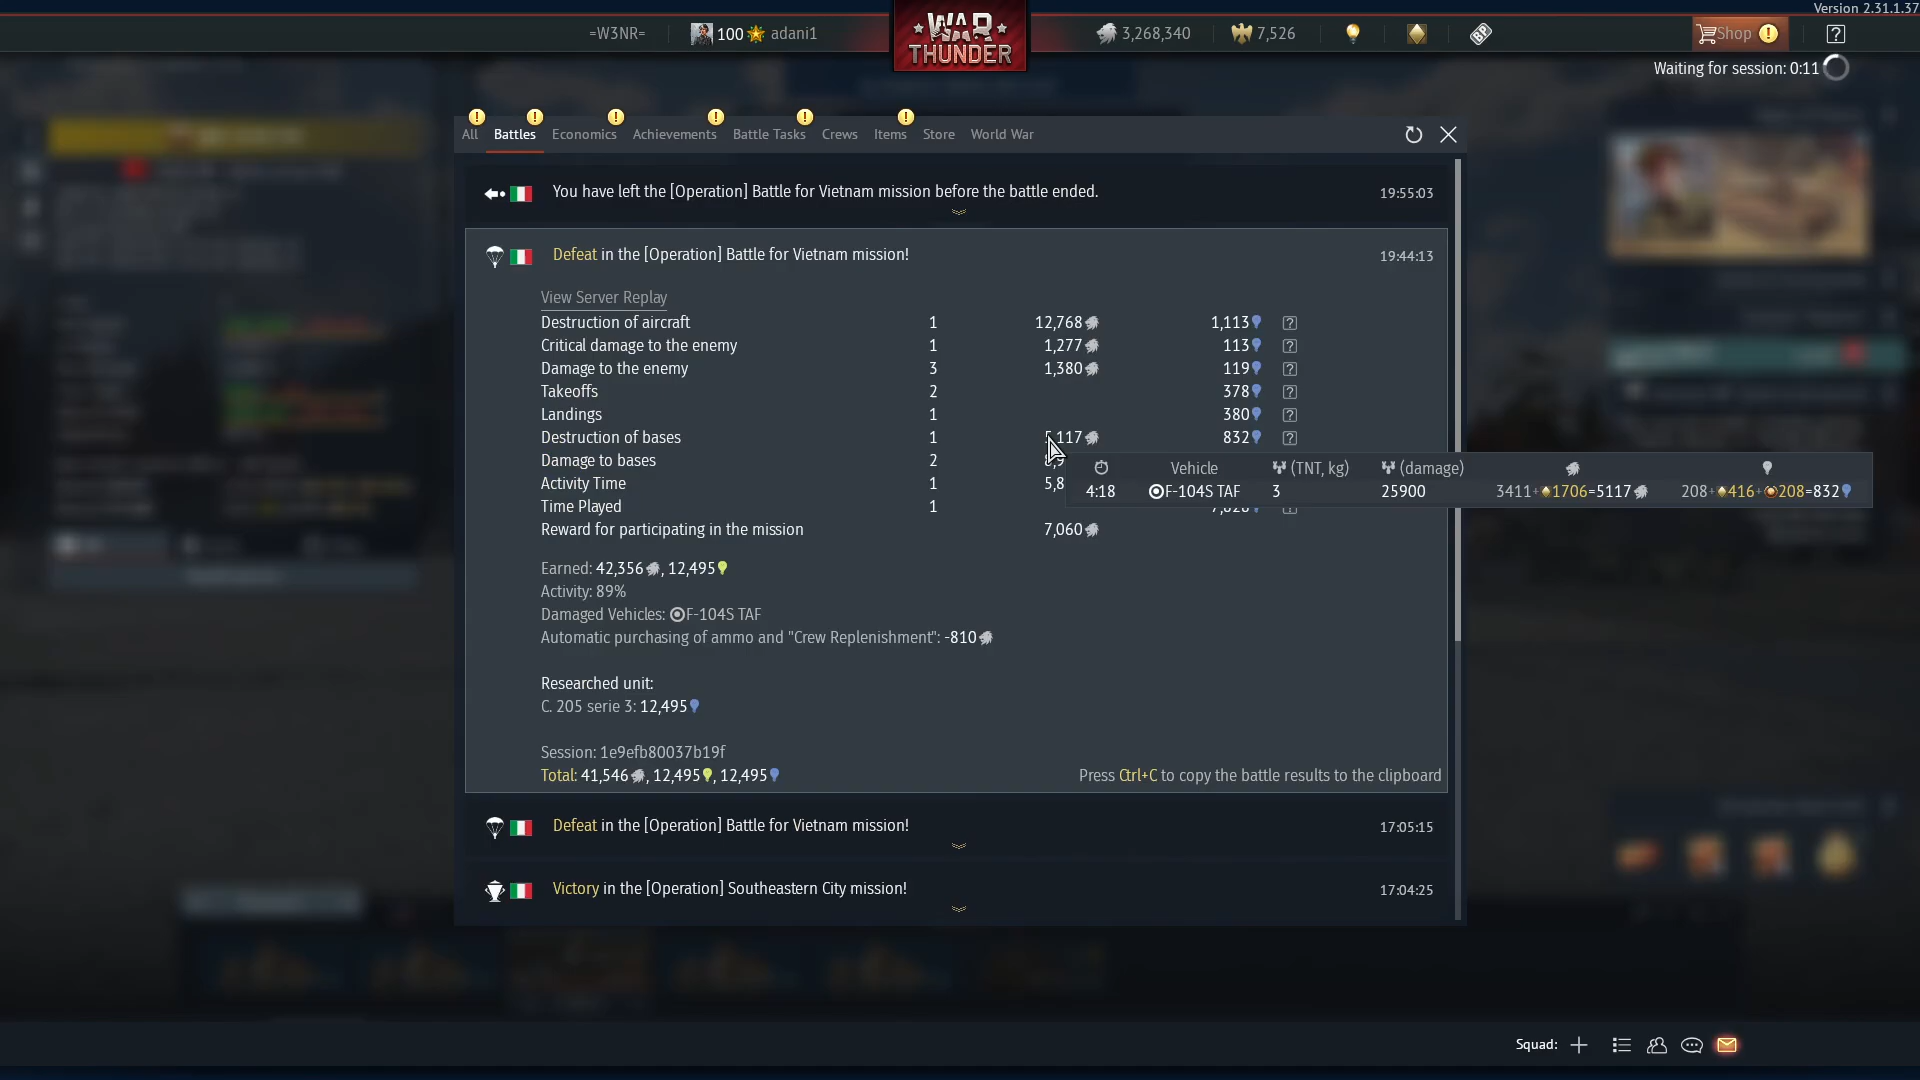 Version 2.31.1.37
=W3NR=
100 adani1
WAR THUNDER
3,268,340
7,526
BP
Shop
Waiting for session: 0:11
All Battles Economics Achievements Battle Tasks Crews Items Store World War
You have left the [Operation] Battle for Vietnam mission before the battle ended. 19:55:03
Defeat in the [Operation] Battle for Vietnam mission! 19:44:13
View Server Replay
Destruction of aircraft 1 12,768 1,113 [?]
Critical damage to the enemy 1 1,277 113 [?]
Damage to the enemy 3 1,380 119 [?]
Takeoffs 2 378 [?]
Landings 1 380 [?]
Destruction of bases 1 5,117 832 [?]
Damage to bases 2
Vehicle (TNT, kg) (damage)
Activity Time 1 5,8
4:18 F-104S TAF 3 25900 3411+1706=5117 208+416+208=832
Time Played 1
Reward for participating in the mission 7,060
Earned: 42,356, 12,495
Activity: 89%
Damaged Vehicles: F-104S TAF
Automatic purchasing of ammo and "Crew Replenishment": -810
Researched unit:
C. 205 serie 3: 12,495
Session: 1e9efb80037b19f
Total: 41,546, 12,495, 12,495
Press Ctrl+C to copy the battle results to the clipboard
Defeat in the [Operation] Battle for Vietnam mission! 17:05:15
Victory in the [Operation] Southeastern City mission! 17:04:25
Squad: